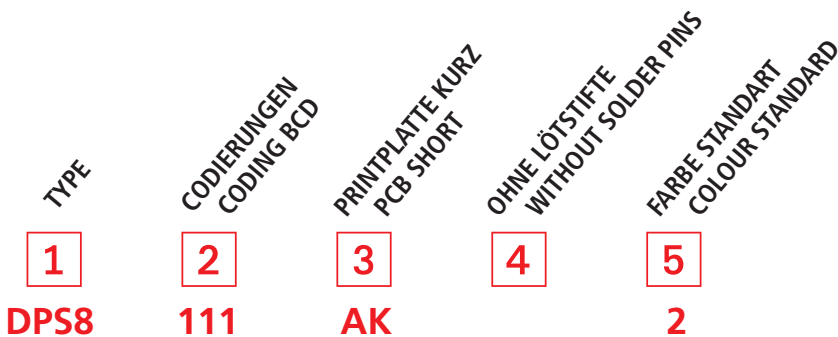 TYPE
CODIERUNGEN
CODING BCD
PRINTPLATTE KURZ
PCB SHORT
OHNE LÖTSTIFTE
WITHOUT SOLDER PINS
FARBE STANDART
COLOUR STANDARD
1 2 3 4 5
DPS8 111 AK 2